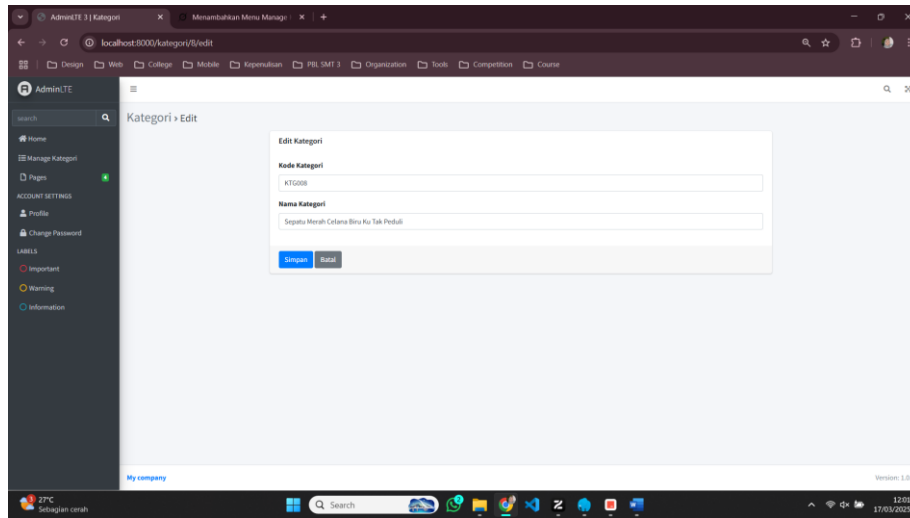 AdminLTE 3 | Kategori
Menambahkan Menu Manage
localhost:8000/kategori/8/edit
Design Web College Mobile Kepenulisan PBL SMT 3 Organization Tools Competition Course
AdminLTE
search
Kategori > Edit
Home
Manage Kategori
Pages
ACCOUNT SETTINGS
Profile
Change Password
LABELS
Important
Warning
Information
Edit Kategori
Kode Kategori
KTG008
Nama Kategori
Sepatu Merah Celana Biru Ku Tak Peduli
Simpan Batal
My company
Version: 1.0
3
27°C
Sebagian cerah
Search
12:01
17/03/2025